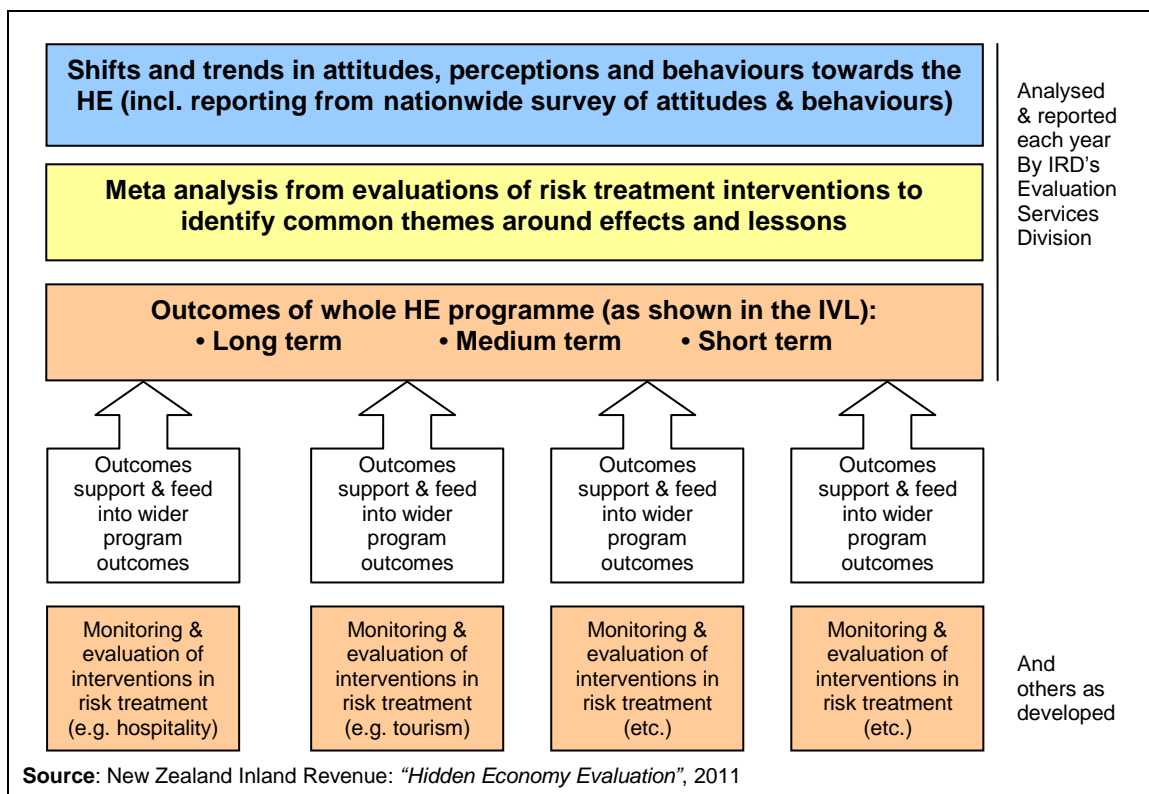 Shifts and trends in attitudes, perceptions and behaviours towards the
HE (incl. reporting from nationwide survey of attitudes & behaviours)
Analysed
& reported
each year
By IRD's
Evaluation
Services
Division
Meta analysis from evaluations of risk treatment interventions to
identify common themes around effects and lessons
Outcomes of whole HE programme (as shown in the IVL):
• Long term • Medium term • Short term
Outcomes
support & feed
into wider
program
outcomes
Outcomes
support & feed
into wider
program
outcomes
Outcomes
support & feed
into wider
program
outcomes
Outcomes
support & feed
into wider
program
outcomes
Monitoring &
evaluation of
interventions in
risk treatment
(e.g. hospitality)
Monitoring &
evaluation of
interventions in
risk treatment
(e.g. tourism)
Monitoring &
evaluation of
interventions in
risk treatment
(etc.)
Monitoring &
evaluation of
interventions in
risk treatment
(etc.)
And
others as
developed
Source: New Zealand Inland Revenue: “Hidden Economy Evaluation”, 2011